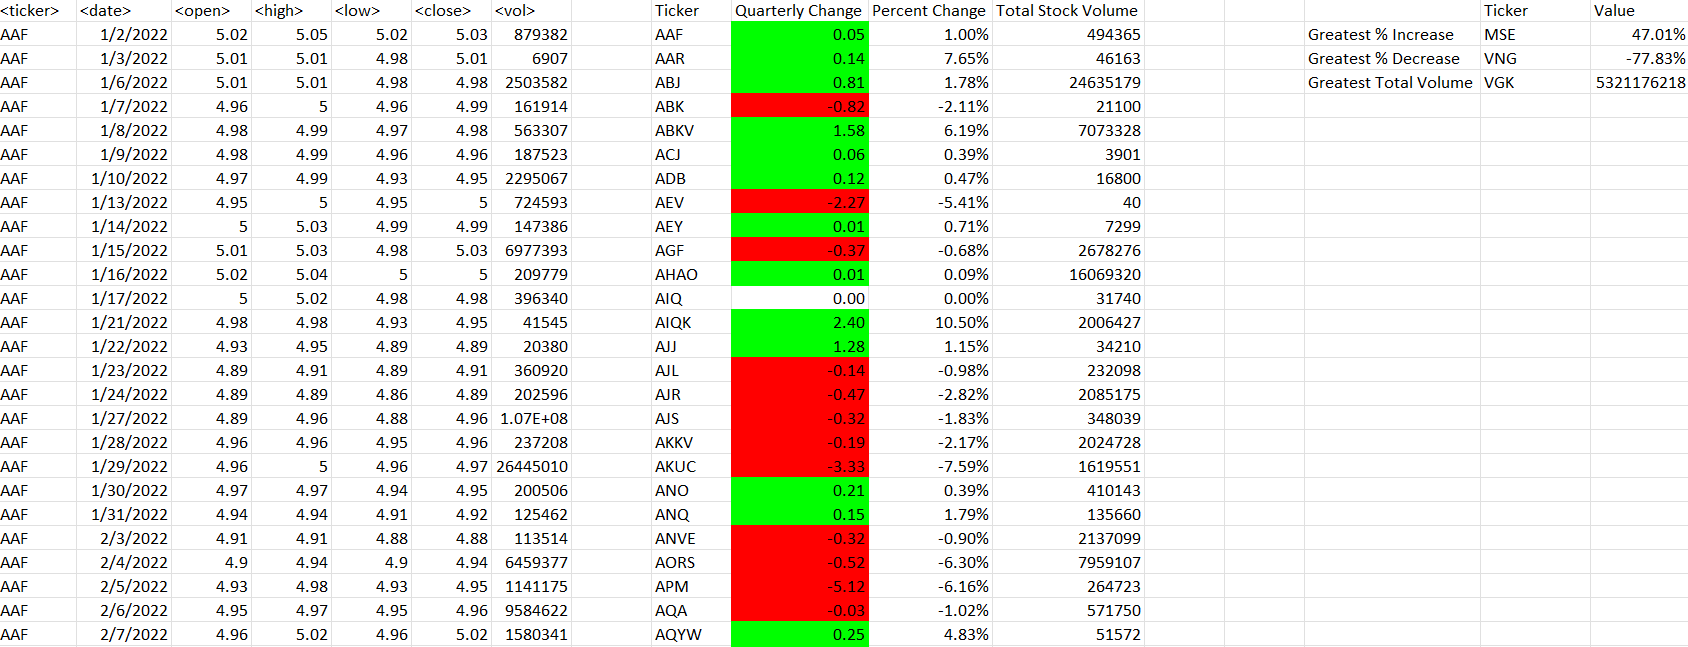 <ticker> <date> <open> <high> <low> <close> <vol> Ticker Quarterly Change Percent Change Total Stock Volume Ticker Value
AAF 1/2/2022 5.02 5.05 5.02 5.03 879382 AAF 0.05 1.00% 494365 Greatest % Increase MSE 47.01%
AAF 1/3/2022 5.01 5.01 4.98 5.01 6907 AAR 0.14 7.65% 46163 Greatest % Decrease VNG -77.83%
AAF 1/6/2022 5.01 5.01 4.98 4.98 2503582 ABJ 0.81 1.78% 24635179 Greatest Total Volume VGK 5321176218
AAF 1/7/2022 4.96 5 4.96 4.99 161914 ABK -0.82 -2.11% 21100
AAF 1/8/2022 4.98 4.99 4.97 4.98 563307 ABKV 1.58 6.19% 7073328
AAF 1/9/2022 4.98 4.99 4.96 4.96 187523 ACJ 0.06 0.39% 3901
AAF 1/10/2022 4.97 4.99 4.93 4.95 2295067 ADB 0.12 0.47% 16800
AAF 1/13/2022 4.95 5 4.95 5 724593 AEV -2.27 -5.41% 40
AAF 1/14/2022 5 5.03 4.99 4.99 147386 AEY 0.01 0.71% 7299
AAF 1/15/2022 5.01 5.03 4.98 5.03 6977393 AGF -0.37 -0.68% 2678276
AAF 1/16/2022 5.02 5.04 5 5 209779 AHAO 0.01 0.09% 16069320
AAF 1/17/2022 5 5.02 4.98 4.98 396340 AIQ 0.00 0.00% 31740
AAF 1/21/2022 4.98 4.98 4.93 4.95 41545 AIQK 2.40 10.50% 2006427
AAF 1/22/2022 4.93 4.95 4.89 4.89 20380 AJJ 1.28 1.15% 34210
AAF 1/23/2022 4.89 4.91 4.89 4.91 360920 AJL -0.14 -0.98% 232098
AAF 1/24/2022 4.89 4.89 4.86 4.89 202596 AJR -0.47 -2.82% 2085175
AAF 1/27/2022 4.89 4.96 4.88 4.96 1.07E+08 AJS -0.32 -1.83% 348039
AAF 1/28/2022 4.96 4.96 4.95 4.96 237208 AKKV -0.19 -2.17% 2024728
AAF 1/29/2022 4.96 5 4.96 4.97 26445010 AKUC -3.33 -7.59% 1619551
AAF 1/30/2022 4.97 4.97 4.94 4.95 200506 ANO 0.21 0.39% 410143
AAF 1/31/2022 4.94 4.94 4.91 4.92 125462 ANQ 0.15 1.79% 135660
AAF 2/3/2022 4.91 4.91 4.88 4.88 113514 ANVE -0.32 -0.90% 2137099
AAF 2/4/2022 4.9 4.94 4.9 4.94 6459377 AORS -0.52 -6.30% 7959107
AAF 2/5/2022 4.93 4.98 4.93 4.95 1141175 APM -5.12 -6.16% 264723
AAF 2/6/2022 4.95 4.97 4.95 4.96 9584622 AQA -0.03 -1.02% 571750
AAF 2/7/2022 4.96 5.02 4.96 5.02 1580341 AQYW 0.25 4.83% 51572